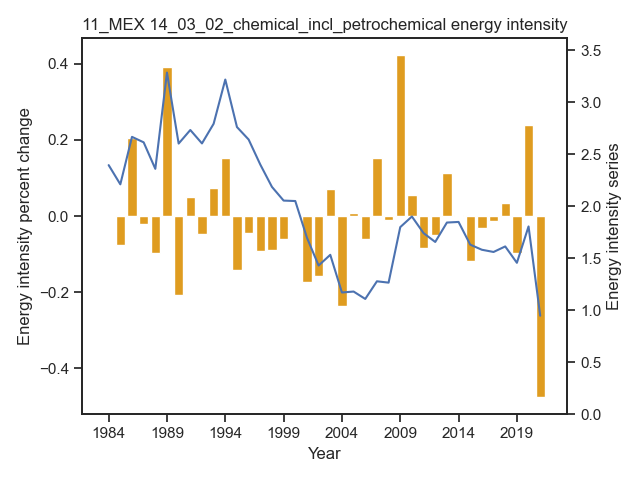 11_MEX 14_03_02_chemical_incl_petrochemical energy intensity
Energy intensity percent change
0.4
0.2
0.0
−0.2
−0.4
3.5
3.0
2.5
2.0
1.5
1.0
0.5
0.0
Energy intensity series
1984 1989 1994 1999 2004 2009 2014 2019
Year